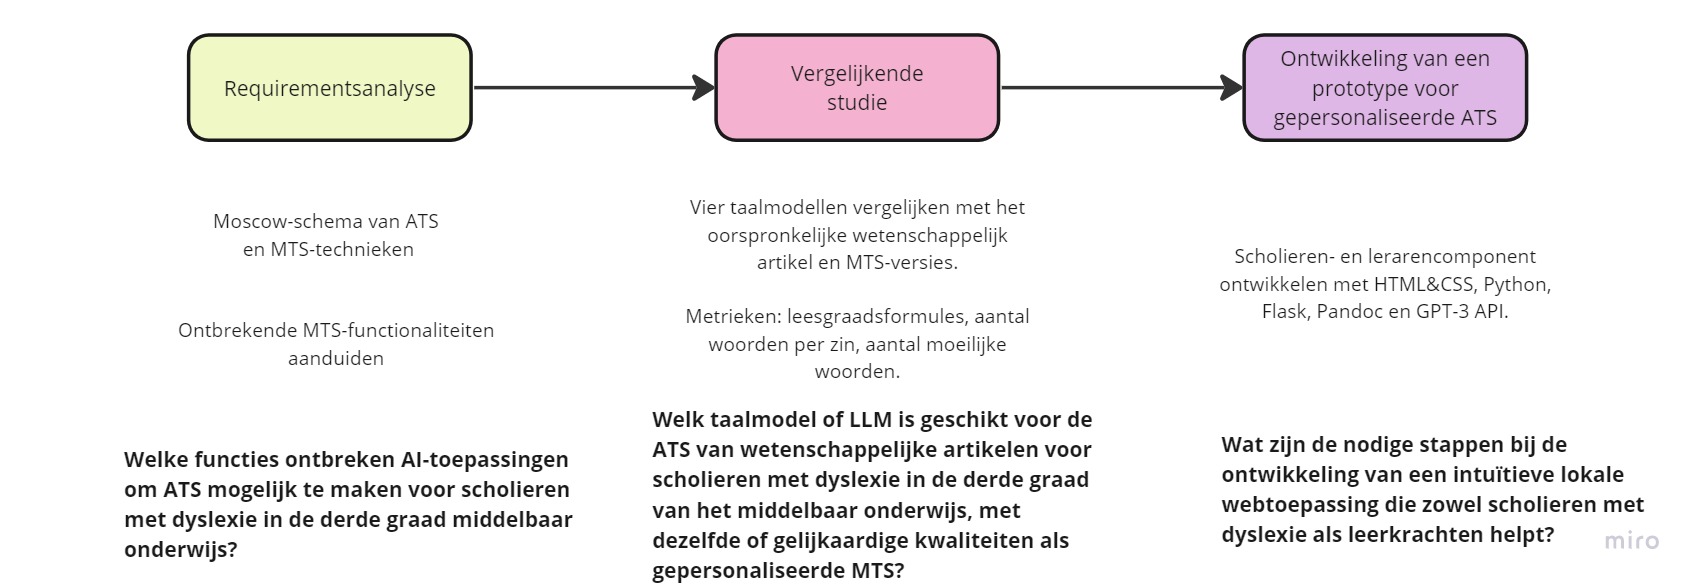 Requirementsanalyse
Vergelijkende
studie
Ontwikkeling van een
prototype voor
gepersonaliseerde ATS
Moscow-schema van ATS
en MTS-technieken
Ontbrekende MTS-functionaliteiten
aanduiden
Welke functies ontbreken AI-toepassingen
om ATS mogelijk te maken voor scholieren
met dyslexie in de derde graad middelbaar
onderwijs?
Vier taalmodellen vergelijken met het
oorspronkelijke wetenschappelijk
artikel en MTS-versies.
Metrieken: leesgraadsformules, aantal
woorden per zin, aantal moeilijke
woorden.
Welk taalmodel of LLM is geschikt voor de
ATS van wetenschappelijke artikelen voor
scholieren met dyslexie in de derde graad
van het middelbaar onderwijs, met
dezelfde of gelijkaardige kwaliteiten als
gepersonaliseerde MTS?
Scholieren- en lerarencomponent
ontwikkelen met HTML&CSS, Python,
Flask, Pandoc en GPT-3 API.
Wat zijn de nodige stappen bij de
ontwikkeling van een intuïtieve lokale
webtoepassing die zowel scholieren met
dyslexie als leerkrachten helpt?
miro